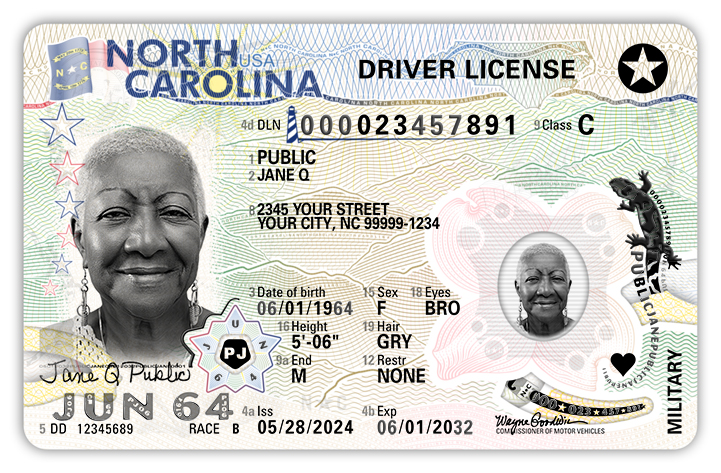 NORTH CAROLINA USA
DRIVER LICENSE
N C
4d DLN 000023457891 9 Class C
1 PUBLIC
2 JANE Q
8 2345 YOUR STREET
YOUR CITY, NC 99999-1234
3 Date of birth 06/01/1964
15 Sex F
18 Eyes BRO
16 Height 5'-06"
19 Hair GRY
9a End M
12 Restr NONE
PJ
Jane Q Public
JUN 64
4a Iss 05/28/2024
4b Exp 06/01/2032
5 DD 12345689
RACE B
Wayne Goodwin
COMMISSIONER OF MOTOR VEHICLES
MILITARY